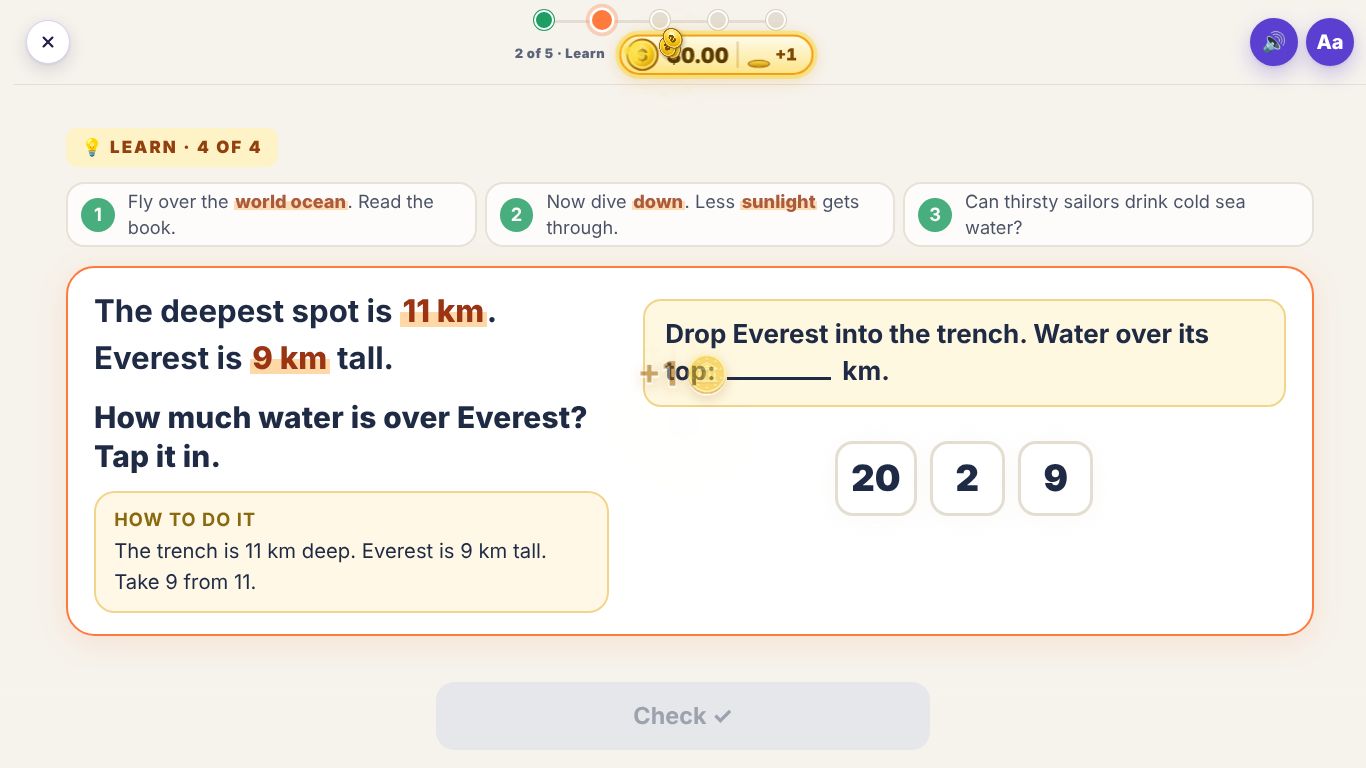 ×
2 of 5 · Learn
0.00
+1
Aa
💡 LEARN · 4 OF 4
1
Fly over the world ocean. Read the
book.
2
Now dive down. Less sunlight gets
through.
3
Can thirsty sailors drink cold sea
water?
The deepest spot is 11 km.
Everest is 9 km tall.
How much water is over Everest?
Tap it in.
HOW TO DO IT
The trench is 11 km deep. Everest is 9 km tall.
Take 9 from 11.
Drop Everest into the trench. Water over its
top: ______ km.
20
2
9
Check ✓